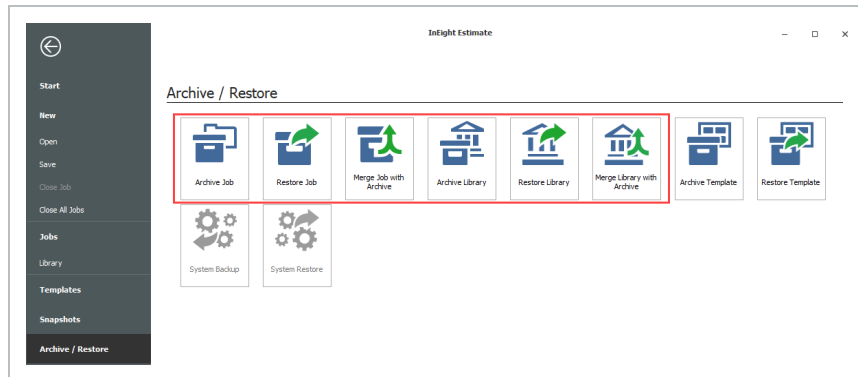 InEight Estimate
Start
New
Open
Save
Close Job
Close All Jobs
Jobs
Library
Templates
Snapshots
Archive / Restore
Archive / Restore
Archive Job
Restore Job
Merge Job with
Archive
Archive Library
Restore Library
Merge Library with
Archive
Archive Template
Restore Template
System Backup
System Restore